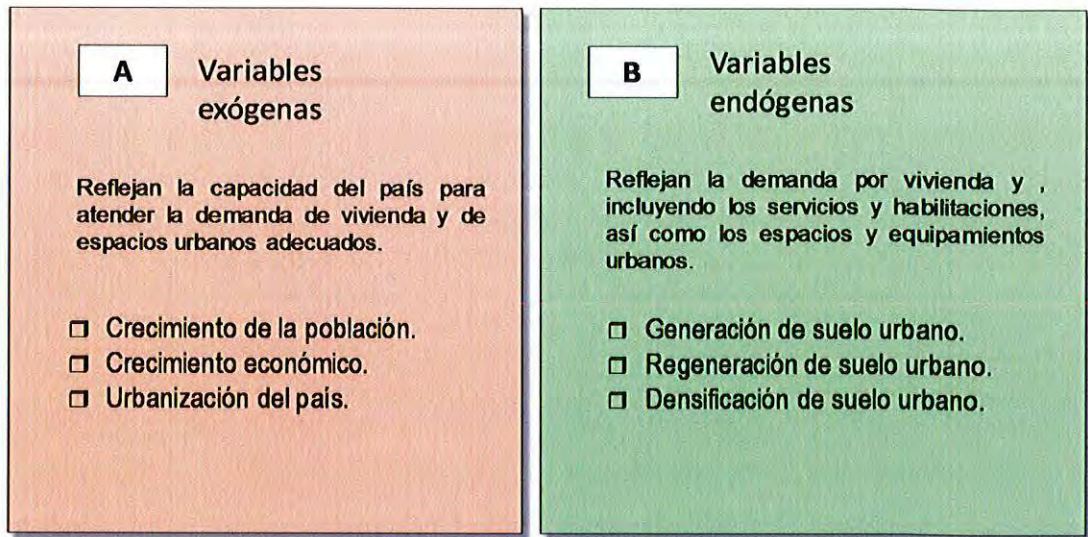 A
Variables
exógenas
Reflejan la capacidad del país para
atender la demanda de vivienda y de
espacios urbanos adecuados.
❒ Crecimiento de la población.
❒ Crecimiento económico.
❒ Urbanización del país.
B
Variables
endógenas
Reflejan la demanda por vivienda y ,
incluyendo los servicios y habilitaciones,
así como los espacios y equipamientos
urbanos.
❒ Generación de suelo urbano.
❒ Regeneración de suelo urbano.
❒ Densificación de suelo urbano.